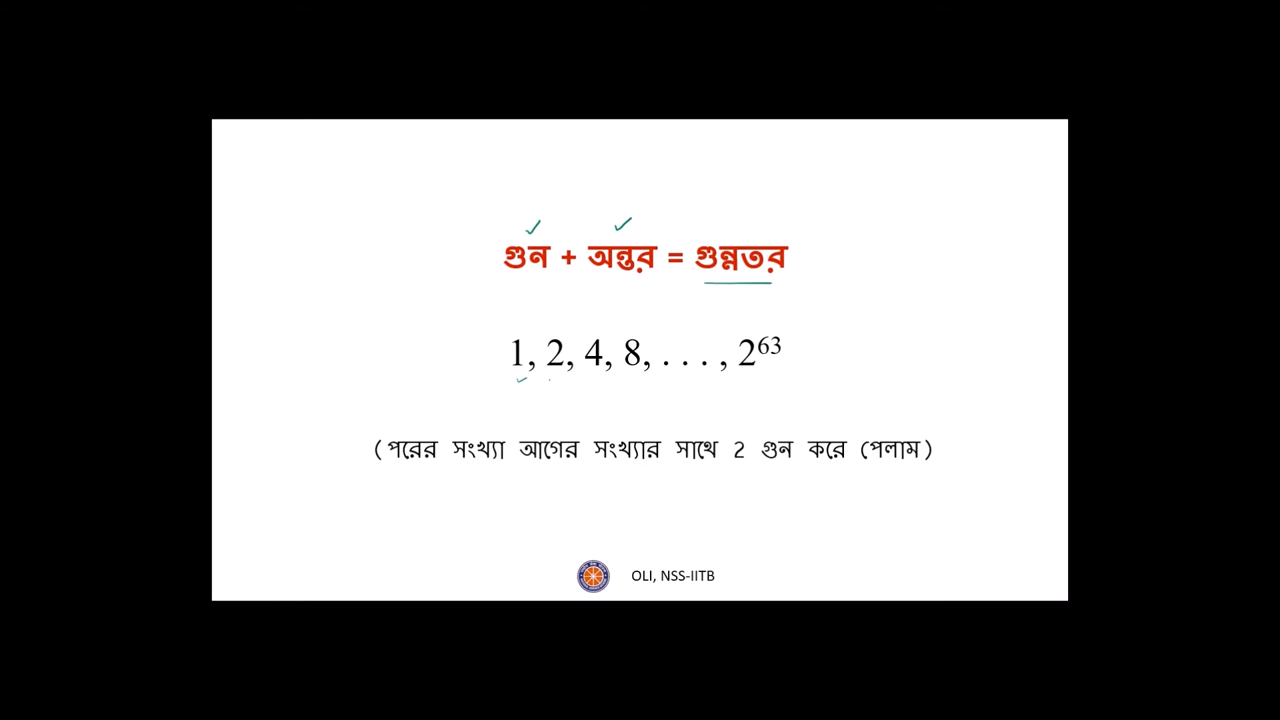 গুন + অন্তর = গুন্নতর
1, 2, 4, 8, . . . , 2⁶³
(পরের সংখ্যা আগের সংখ্যার সাথে 2 গুন করে পেলাম)
OLI, NSS-IITB